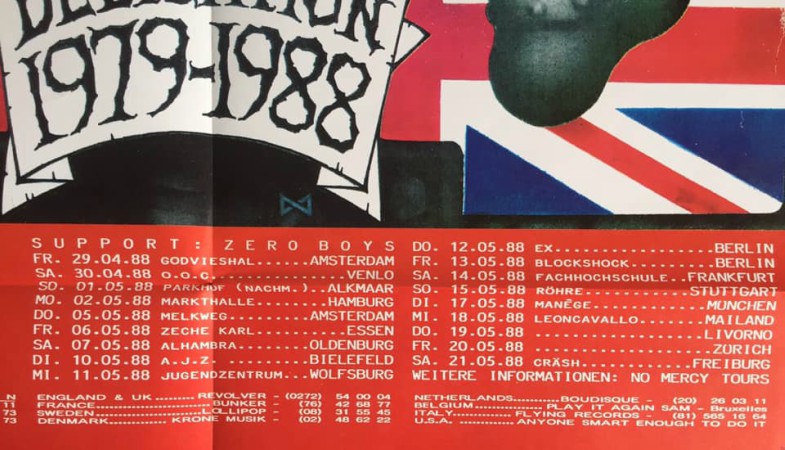 1979-1988
SUPPORT: ZERO BOYS
FR. 29.04.88 GODVIESHAL......AMSTERDAM
SA. 30.04.88 O.O.C..................VENLO
SO. 01.05.88 PARKHOF (NACHM.)..ALKMAAR
MO. 02.05.88 MARKTHALLE........HAMBURG
DO. 05.05.88 MELKWEG.........AMSTERDAM
FR. 06.05.88 ZECHE KARL..........ESSEN
SA. 07.05.88 ALHAMBRA........OLDENBURG
DI. 10.05.88 A.J.Z...........BIELEFELD
MI. 11.05.88 JUGENDZENTRUM...WOLFSBURG
DO. 12.05.88 EX...................BERLIN
FR. 13.05.88 BLOCKSHOCK...........BERLIN
SA. 14.05.88 FACHHOCHSCHULE..FRANKFURT
SO. 15.05.88 RÖHRE............STUTTGART
DI. 17.05.88 MANĒGE.............MÜNCHEN
MI. 18.05.88 LEONCAVALLO......MAILAND
DO. 19.05.88 .....................LIVORNO
FR. 20.05.88 .......................ZÜRICH
SA. 21.05.88 CRÄSH..............FREIBURG
WEITERE INFORMATIONEN: NO MERCY TOURS
N ENGLAND & UK ......... REVOLVER - (0272) 54 00 04
11 FRANCE.................... BUNKER - (76) 42 68 77
73 SWEDEN................. LOLLIPOP - (08) 31 55 45
73 DENMARK............. KRONE MUSIK - (02) 48 62 22
NETHERLANDS............BOUDISQUE - (20) 26 03 11
BELGIUM............... PLAY IT AGAIN SAM - Bruxelles
ITALY............ FLYING RECORDS - (81) 565 16 64
U.S.A. ......... ANYONE SMART ENOUGH TO DO IT